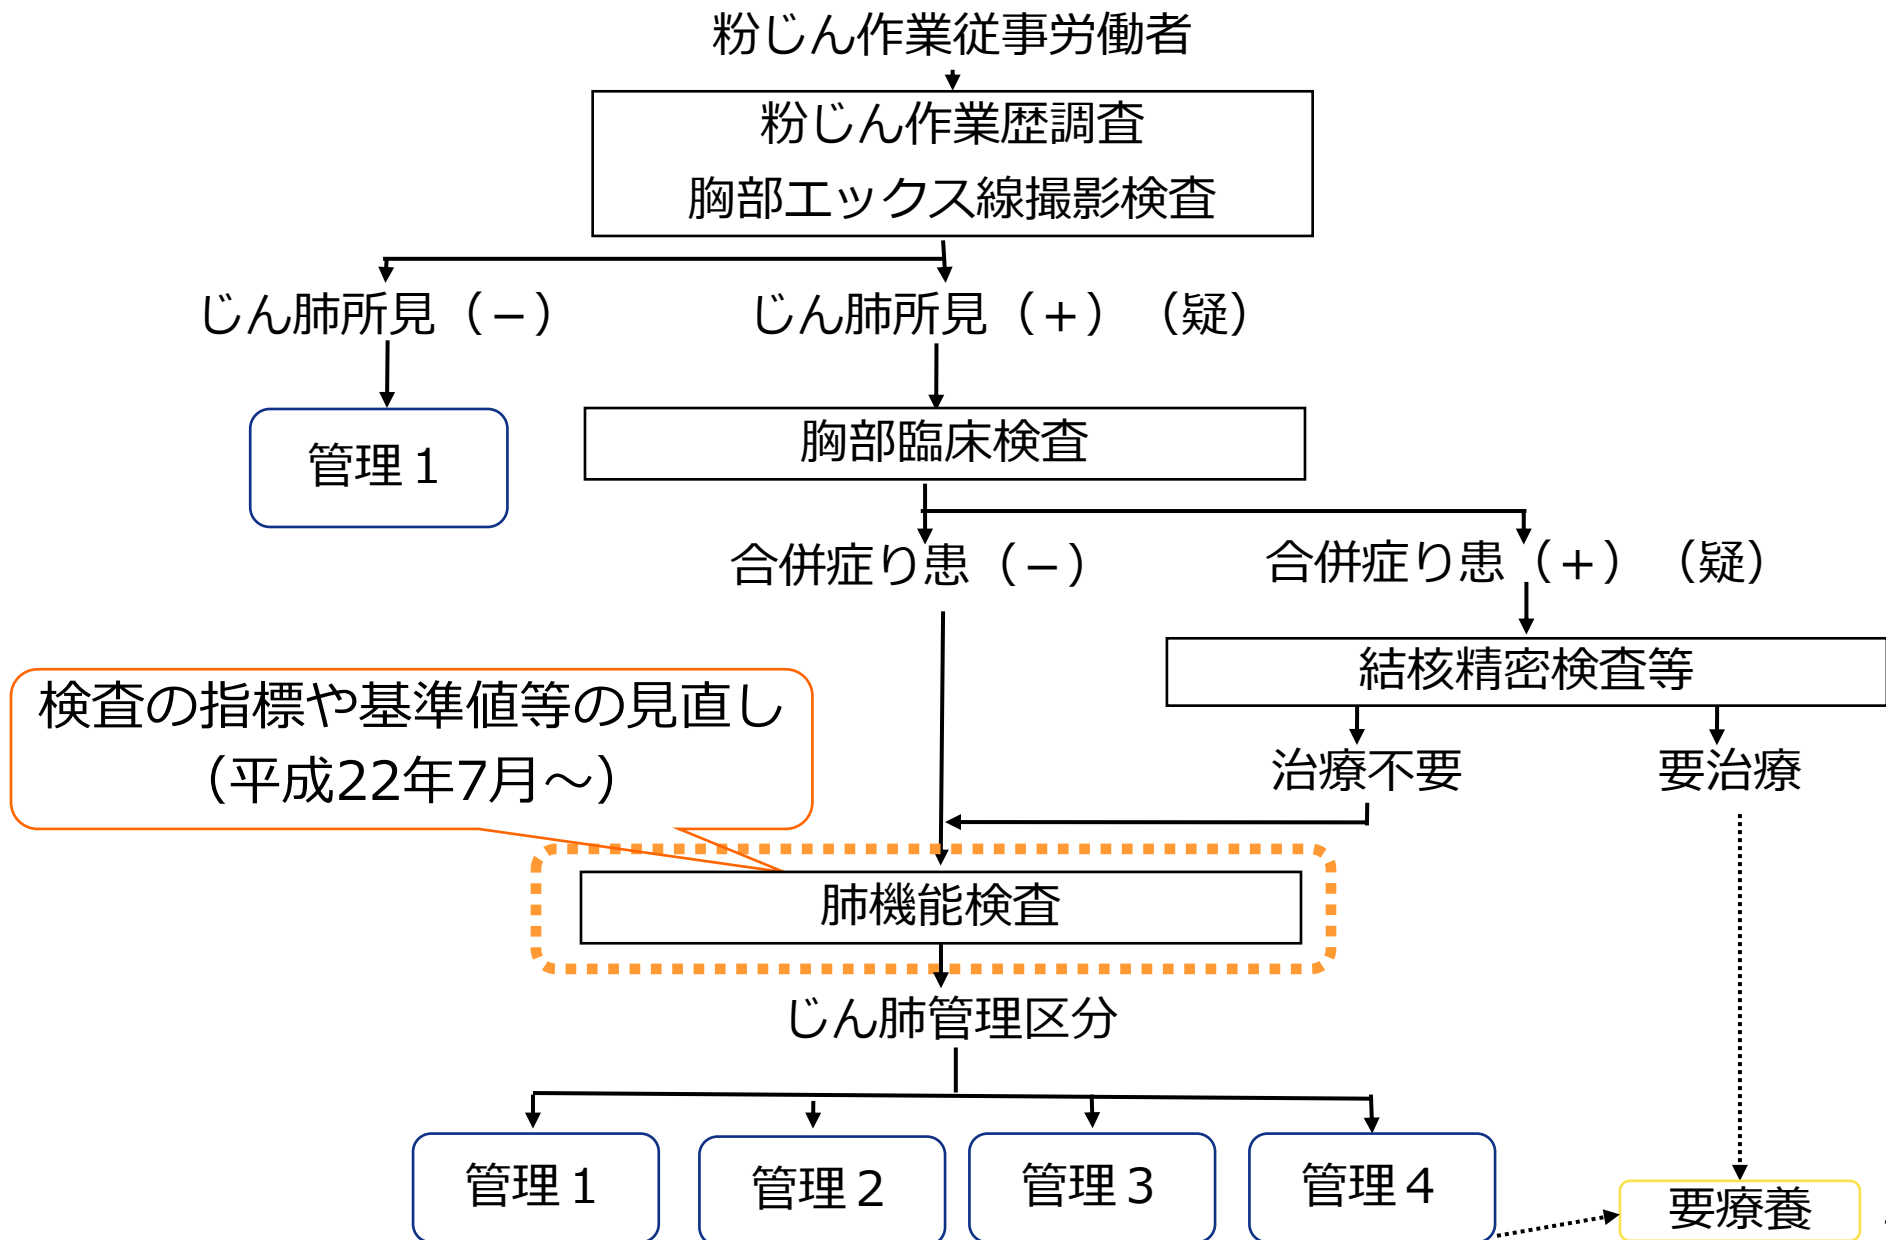 粉じん作業従事労働者
粉じん作業歴調査
胸部エックス線撮影検査
じん肺所見（－）
じん肺所見（＋）（疑）
管理１
胸部臨床検査
合併症り患（－）
合併症り患（＋）（疑）
結核精密検査等
検査の指標や基準値等の見直し
（平成22年7月～）
治療不要
要治療
肺機能検査
じん肺管理区分
管理１
管理２
管理３
管理４
要療養